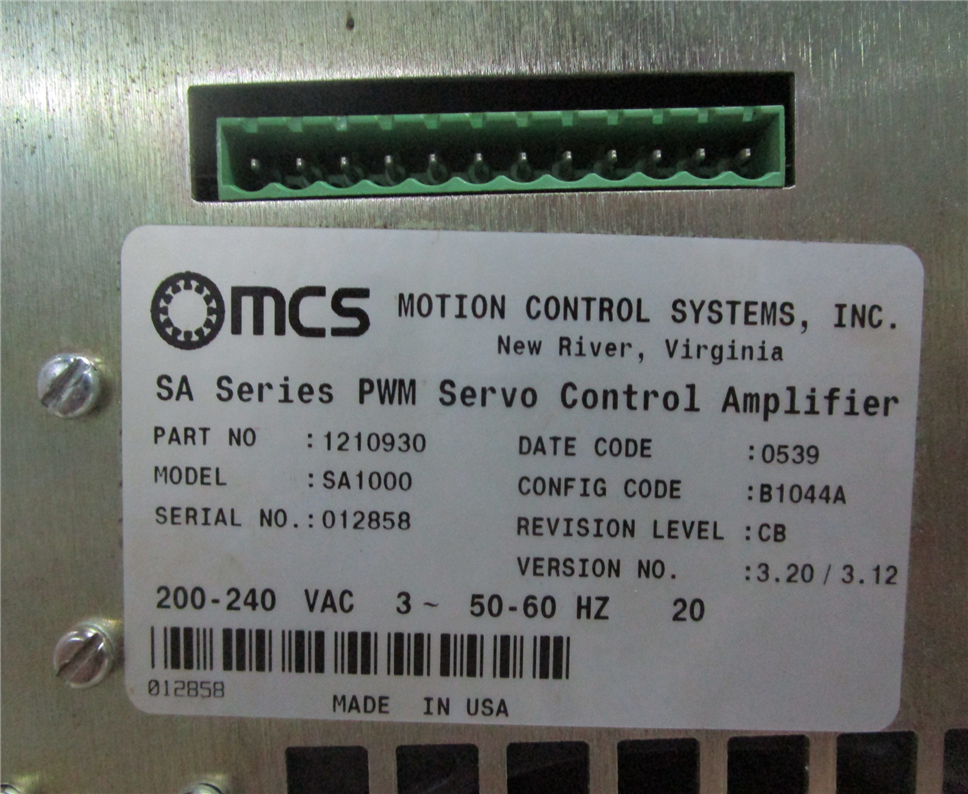 mcs MOTION CONTROL SYSTEMS, INC.
New River, Virginia
SA Series PWM Servo Control Amplifier
PART NO :1210930
MODEL :SA1000
SERIAL NO.:012858
DATE CODE :0539
CONFIG CODE :B1044A
REVISION LEVEL :CB
VERSION NO. :3.20 / 3.12
200-240 VAC 3~ 50-60 HZ 20
012858
MADE IN USA